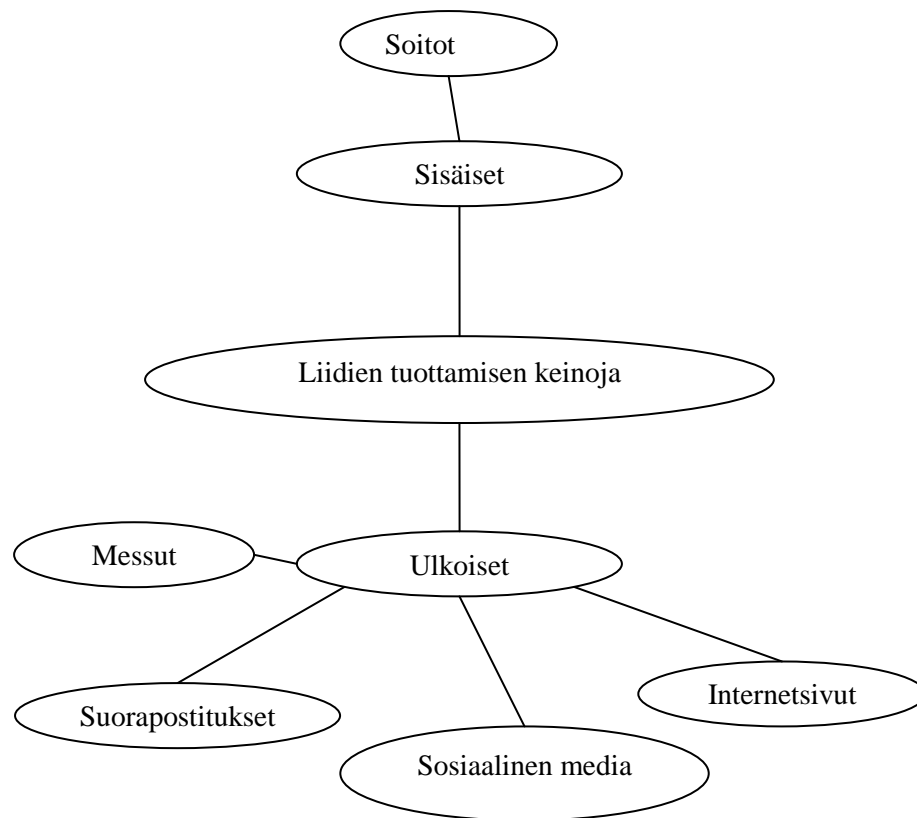 Soitot
Sisäiset
Liidien tuottamisen keinoja
Messut
Ulkoiset
Suorapostitukset
Internetsivut
Sosiaalinen media